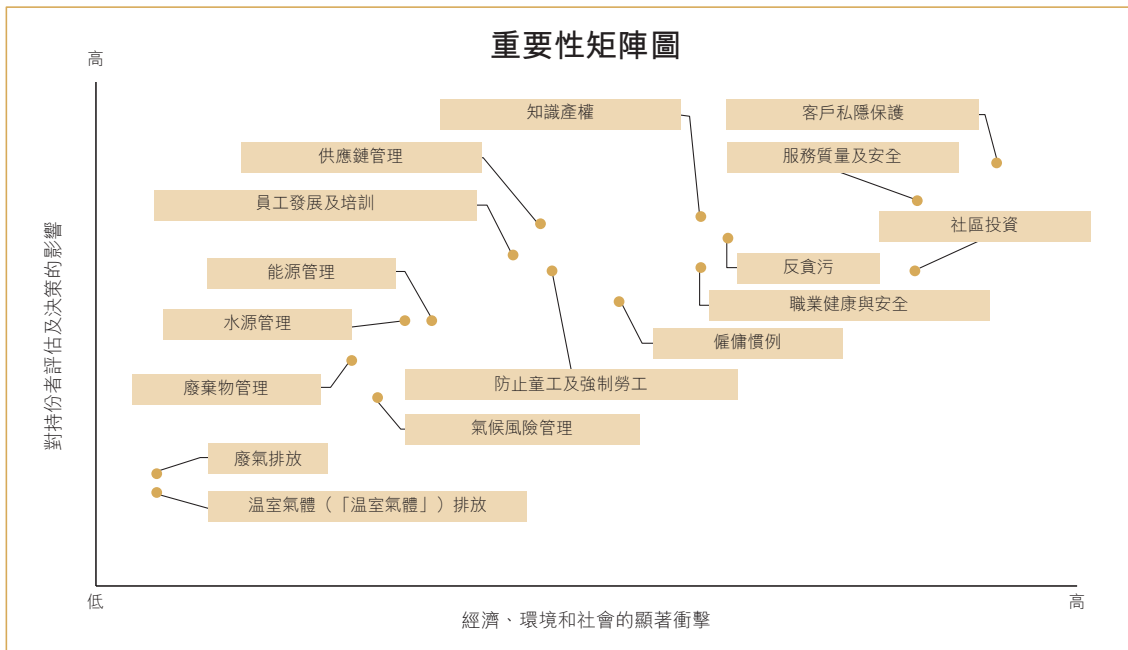 重要性矩陣圖
高
知識產權
客戶私隱保護
供應鏈管理
服務質量及安全
員工發展及培訓
社區投資
對持份者評估及決策的影響
能源管理
反貪污
職業健康與安全
水源管理
僱傭慣例
廢棄物管理
防止童工及強制勞工
氣候風險管理
廢氣排放
温室氣體（「温室氣體」）排放
低
高
經濟、環境和社會的顯著衝擊